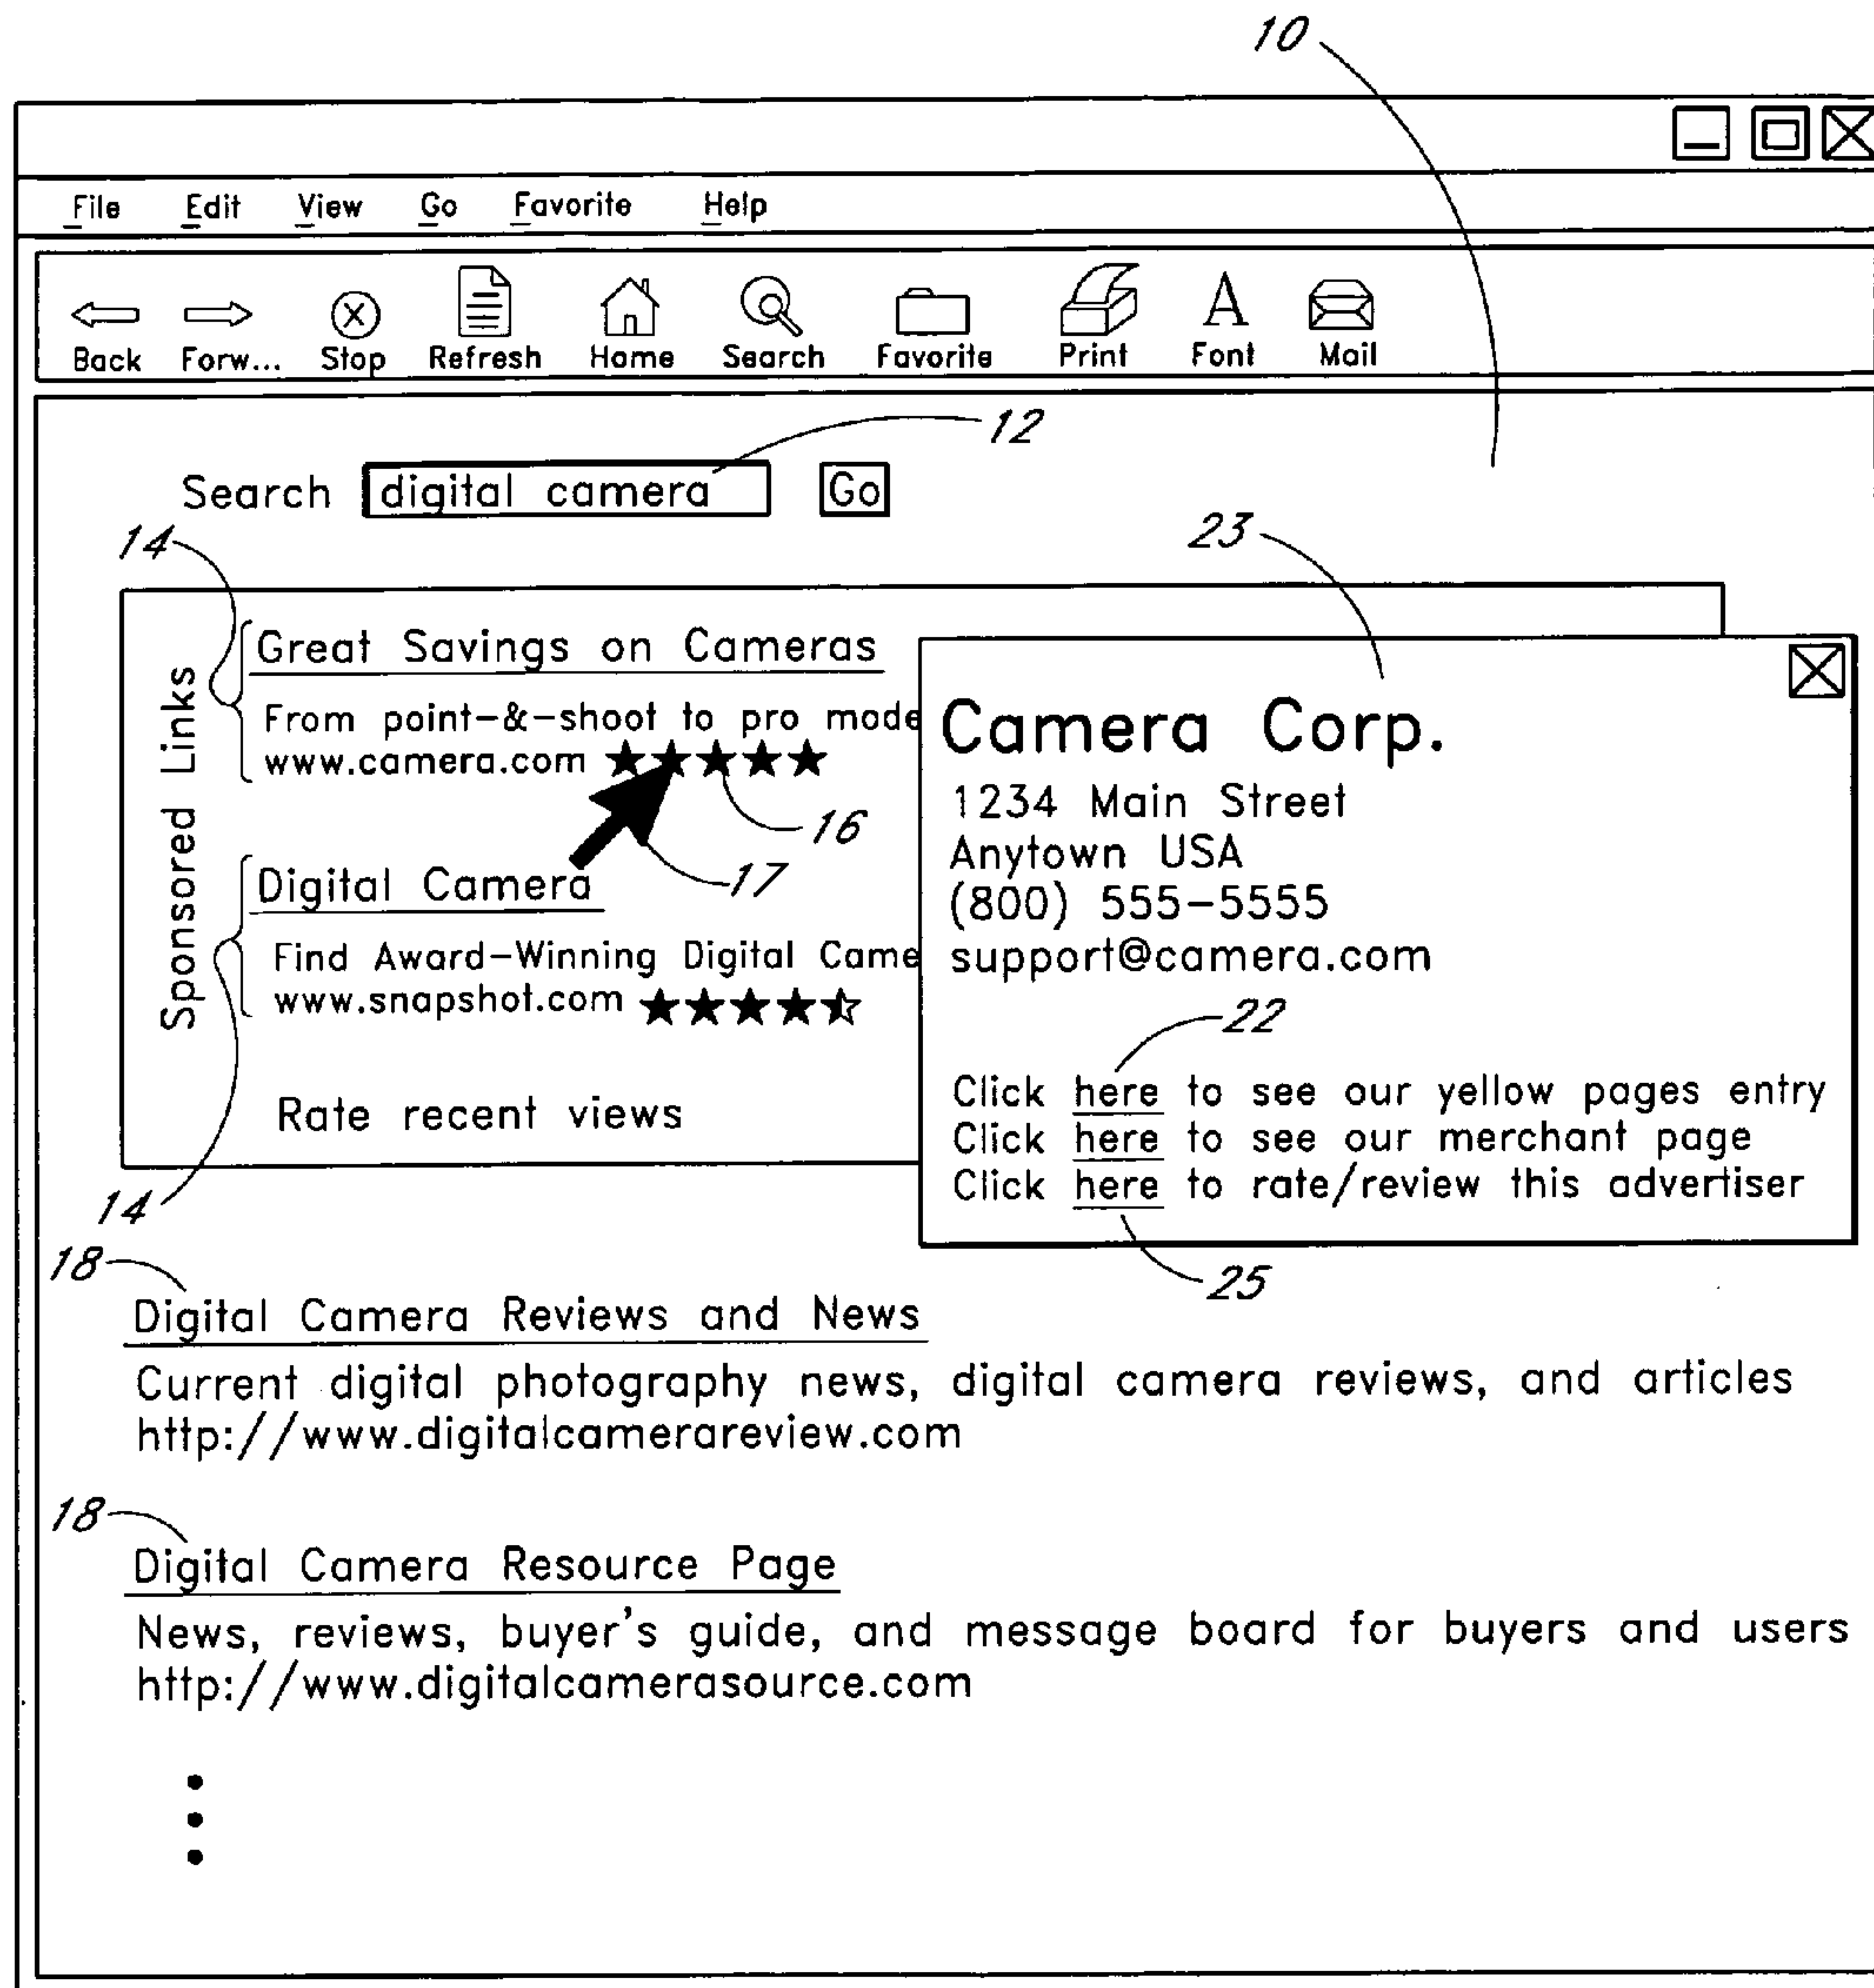 10
File Edit View Go Favorite Help
Back Forw... Stop Refresh Home Search Favorite Print Font Mail
12
Search digital camera Go
14
23
Sponsored Links
Great Savings on Cameras
From point-&-shoot to pro mode
www.camera.com ★★★★★
16
17
Digital Camera
Find Award-Winning Digital Came
www.snapshot.com ★★★★⯪
Rate recent views
14
Camera Corp.
1234 Main Street
Anytown USA
(800) 555-5555
support@camera.com
22
Click here to see our yellow pages entry
Click here to see our merchant page
Click here to rate/review this advertiser
25
18
Digital Camera Reviews and News
Current digital photography news, digital camera reviews, and articles
http://www.digitalcamerareview.com
18
Digital Camera Resource Page
News, reviews, buyer's guide, and message board for buyers and users
http://www.digitalcamerasource.com